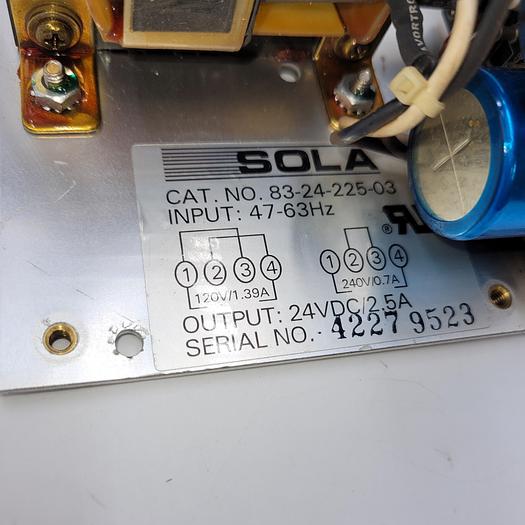 SOLA
CAT. NO. 83-24-225-03
INPUT: 47-63Hz
®
1 2 3 4 1 2 3 4
120V/1.39A 240V/0.7A
OUTPUT: 24VDC/2.5A
SERIAL NO. - 4227 9523